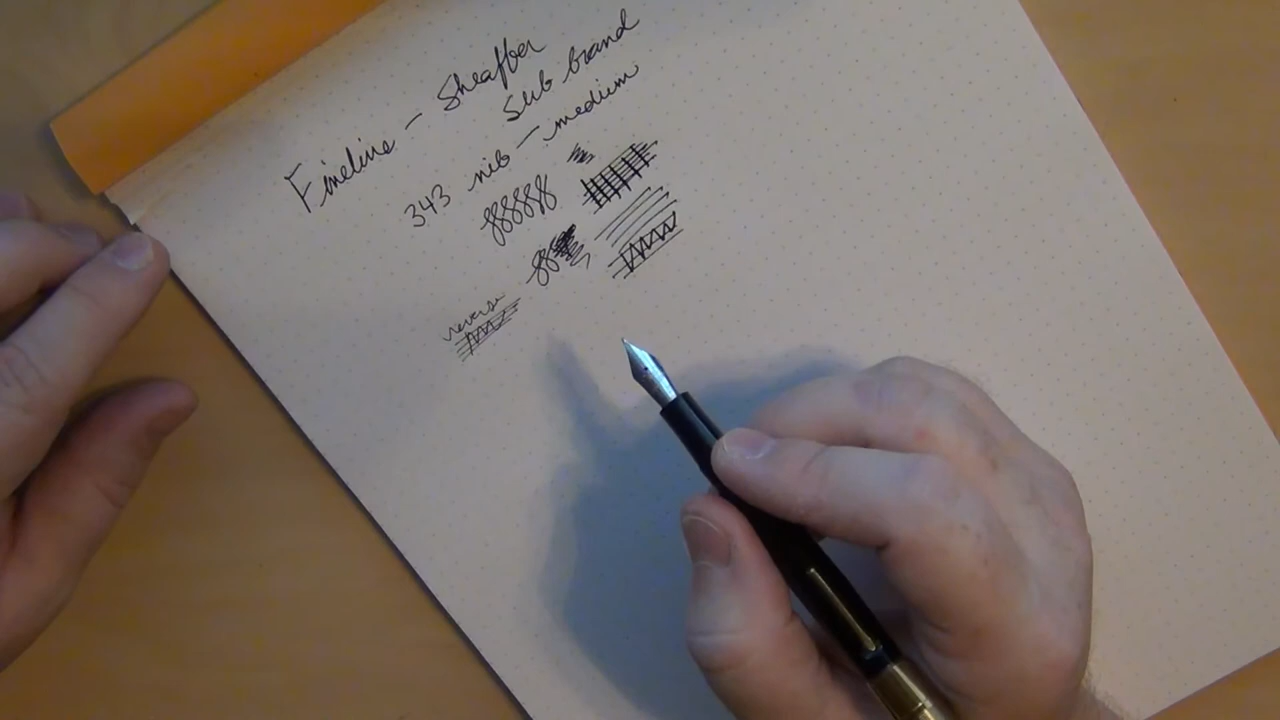 Fineline - Sheaffer
Sub brand
343 nib - medium
reverse